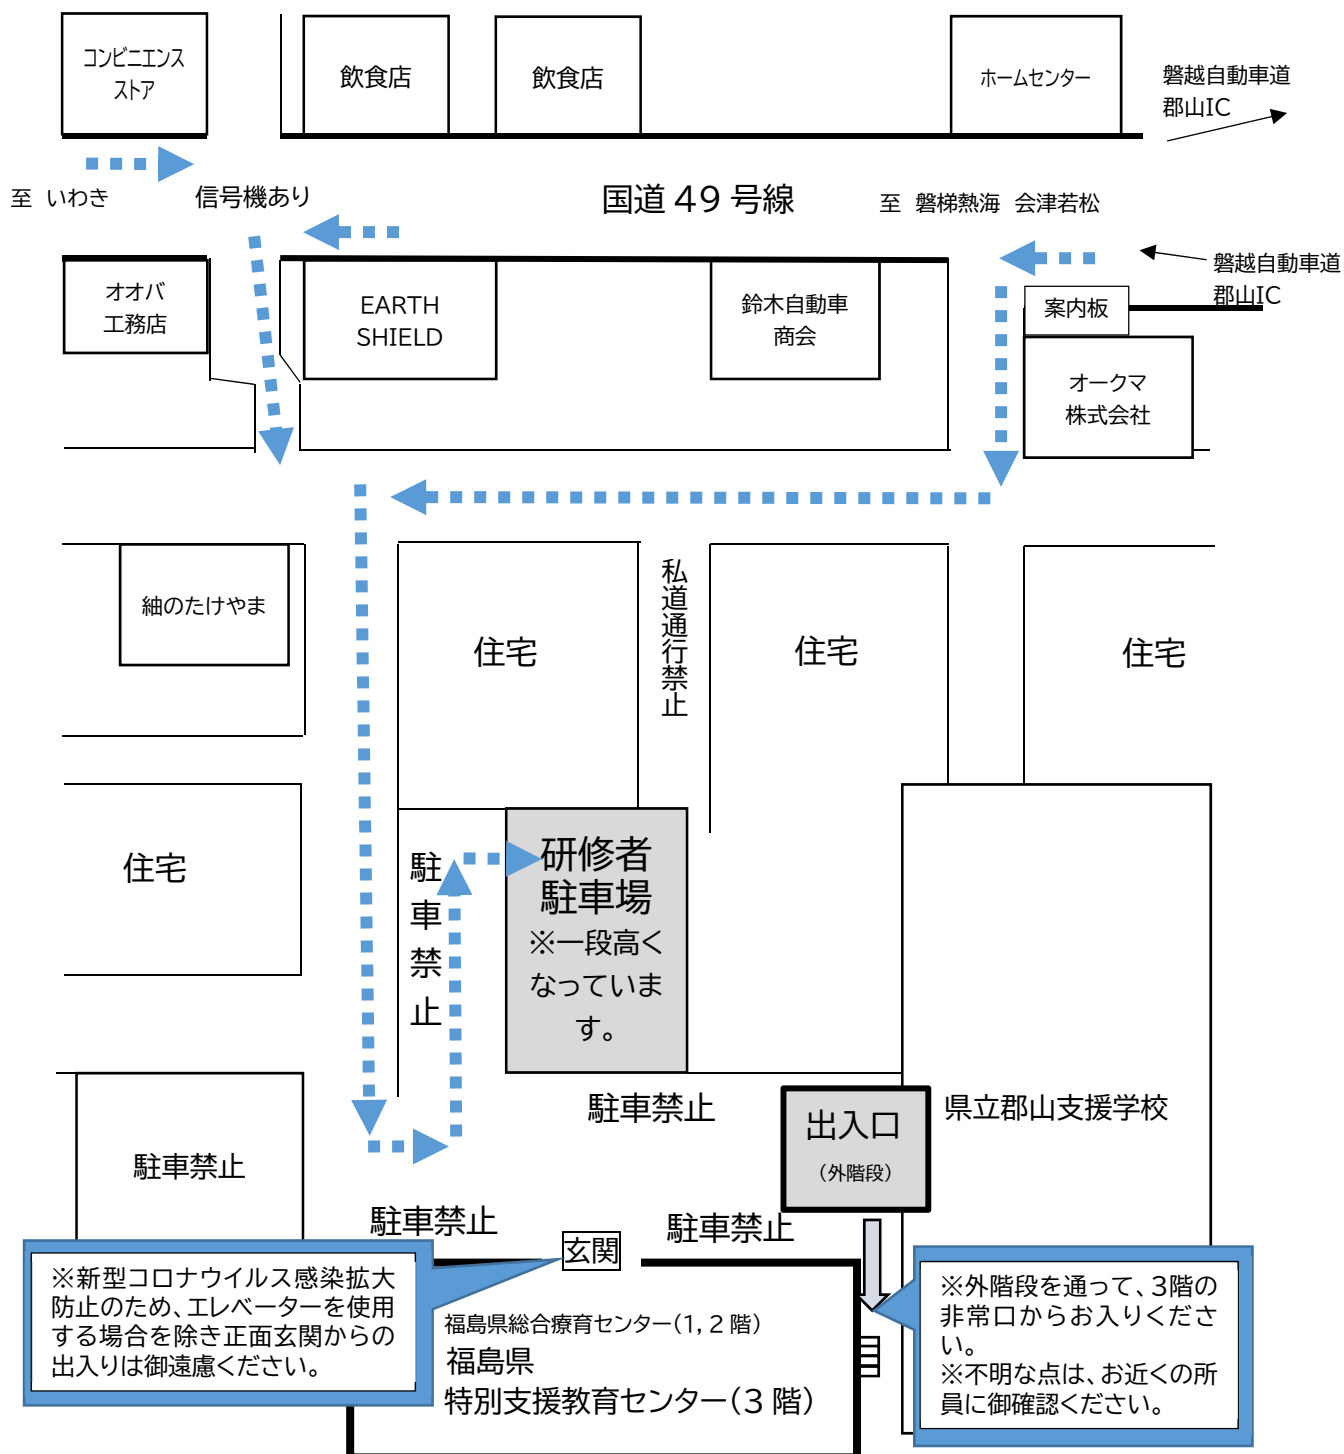 コンビニエンス
ストア
飲食店
飲食店
ホームセンター
磐越自動車道
郡山IC
至　いわき
信号機あり
国道 49 号線
至　磐梯熱海　会津若松
磐越自動車道
郡山IC
オオバ
工務店
EARTH
SHIELD
鈴木自動車
商会
案内板
オークマ
株式会社
紬のたけやま
住宅
私道通行禁止
住宅
住宅
住宅
駐車禁止
研修者
駐車場
※一段高く
なっていま
す。
駐車禁止
出入口
（外階段）
県立郡山支援学校
駐車禁止
駐車禁止
玄関
駐車禁止
※新型コロナウイルス感染拡大
防止のため、エレベーターを使用
する場合を除き正面玄関からの
出入りは御遠慮ください。
福島県総合療育センター（1，2 階）
福島県
特別支援教育センター（3 階）
※外階段を通って、3階の
非常口からお入りくださ
い。
※不明な点は、お近くの所
員に御確認ください。